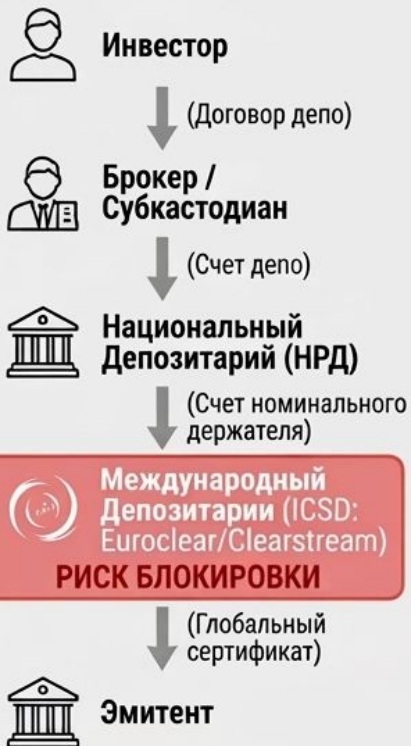 Инвестор
(Договор депо)
Брокер /
Субкастодиан
(Счет депо)
Национальный
Депозитарий (НРД)
(Счет номинального
держателя)
Международный
Депозитарии (ICSD:
Euroclear/Clearstream)
РИСК БЛОКИРОВКИ
(Глобальный
сертификат)
Эмитент